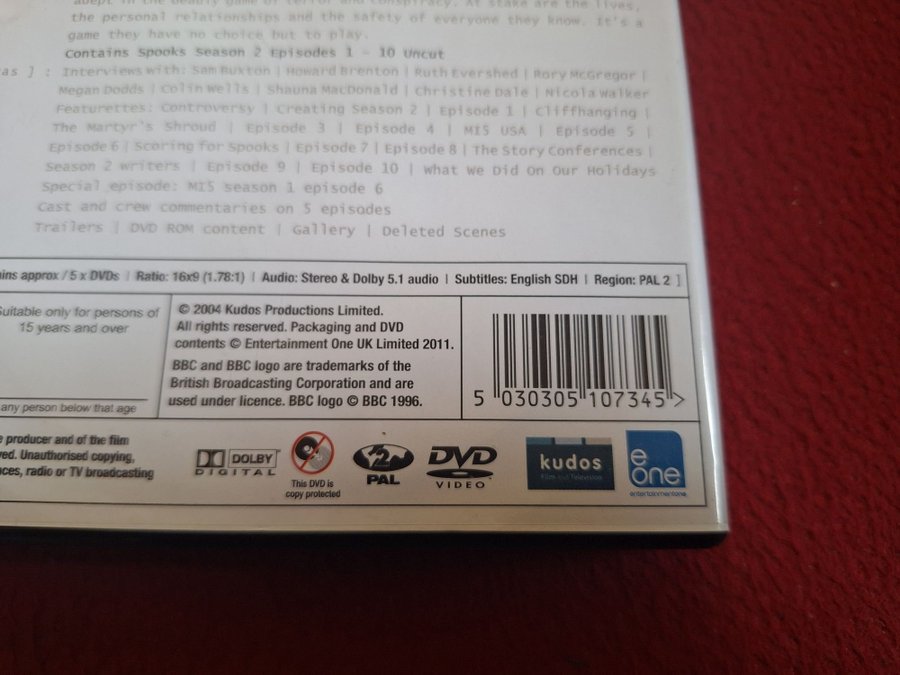 adept in the deadly game of terror and conspiracy. At stake are the lives,
the personal relationships and the safety of everyone they know. It's a
game they have no choice but to play.
Contains Spooks Season 2 Episodes 1 - 10 Uncut
as ] : Interviews with: Sam Buxton | Howard Brenton | Ruth Evershed | Rory McGregor |
Megan Dodds | Colin Wells | Shauna MacDonald | Christine Dale | Nicola Walker
Featurettes: Controversy | Creating Season 2 | Episode 1 | Cliffhanging |
The Martyr's Shroud | Episode 3 | Episode 4 | MI5 USA | Episode 5 |
Episode 6 | Scoring for Spooks | Episode 7 | Episode 8 | The Story Conferences |
Season 2 writers | Episode 9 | Episode 10 | What We Did On Our Holidays
Special episode: MI5 season 1 episode 6
Cast and crew commentaries on 5 episodes
Trailers | DVD ROM content | Gallery | Deleted Scenes
ins approx / 5 x DVDs | Ratio: 16x9 (1.78:1) | Audio: Stereo & Dolby 5.1 audio | Subtitles: English SDH | Region: PAL 2 ]
Suitable only for persons of
15 years and over
any person below that age
© 2004 Kudos Productions Limited.
All rights reserved. Packaging and DVD
contents © Entertainment One UK Limited 2011.
BBC and BBC logo are trademarks of the
British Broadcasting Corporation and are
used under licence. BBC logo © BBC 1996.
5 030305 107345 >
e producer and of the film
ved. Unauthorised copying,
ces, radio or TV broadcasting
DOLBY
DIGITAL
This DVD is
copy protected
2
PAL
DVD
VIDEO
kudos
Film and Television
e
one
entertainmentone